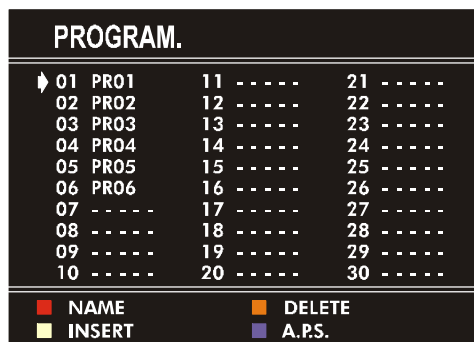 PROGRAM.
01 PR01 11 - - - - - 21 - - - - -
02 PR02 12 - - - - - 22 - - - - -
03 PR03 13 - - - - - 23 - - - - -
04 PR04 14 - - - - - 24 - - - - -
05 PR05 15 - - - - - 25 - - - - -
06 PR06 16 - - - - - 26 - - - - -
07 - - - - - 17 - - - - - 27 - - - - -
08 - - - - - 18 - - - - - 28 - - - - -
09 - - - - - 19 - - - - - 29 - - - - -
10 - - - - - 20 - - - - - 30 - - - - -
NAME DELETE
INSERT A.P.S.